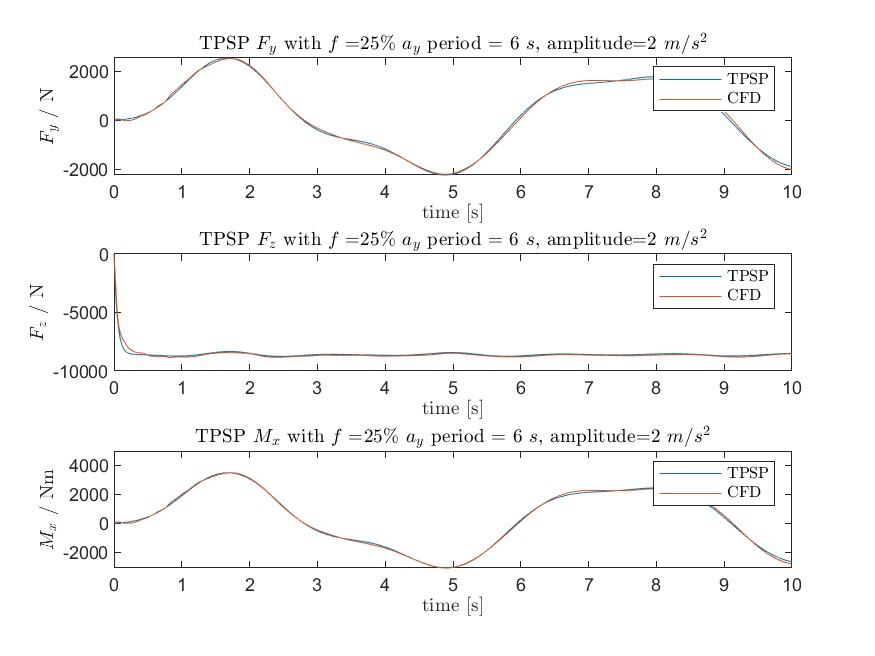 TPSP F_y with f =25% a_y period = 6 s, amplitude=2 m/s²
2000
0
-2000
F_y / N
TPSP
CFD
0 1 2 3 4 5 6 7 8 9 10
time [s]
TPSP F_z with f =25% a_y period = 6 s, amplitude=2 m/s²
0
-5000
-10000
F_z / N
TPSP
CFD
0 1 2 3 4 5 6 7 8 9 10
time [s]
TPSP M_x with f =25% a_y period = 6 s, amplitude=2 m/s²
4000
2000
0
-2000
M_x / Nm
TPSP
CFD
0 1 2 3 4 5 6 7 8 9 10
time [s]